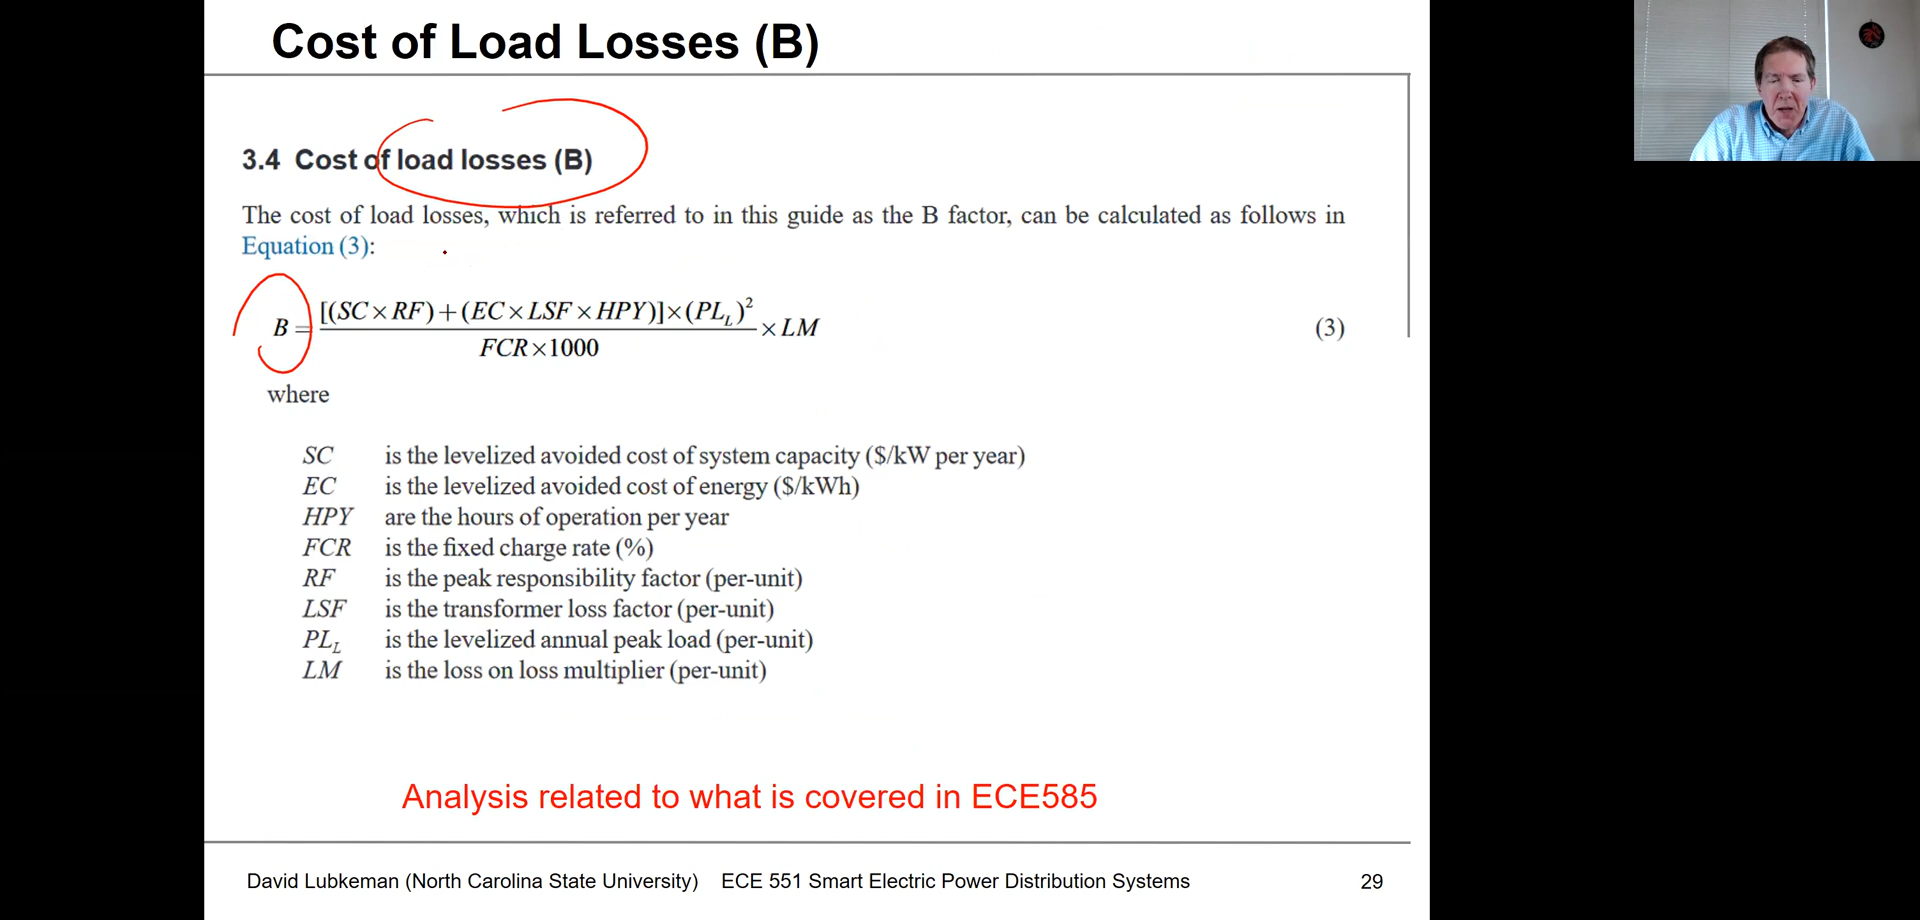 Cost of Load Losses (B)
3.4 Cost of load losses (B)
The cost of load losses, which is referred to in this guide as the B factor, can be calculated as follows in
Equation (3):
B = [(SC × RF) + (EC × LSF × HPY)] × (PL_L)² / FCR × 1000 × LM (3)
where
SC is the levelized avoided cost of system capacity ($/kW per year)
EC is the levelized avoided cost of energy ($/kWh)
HPY are the hours of operation per year
FCR is the fixed charge rate (%)
RF is the peak responsibility factor (per-unit)
LSF is the transformer loss factor (per-unit)
PL_L is the levelized annual peak load (per-unit)
LM is the loss on loss multiplier (per-unit)
Analysis related to what is covered in ECE585
David Lubkeman (North Carolina State University) ECE 551 Smart Electric Power Distribution Systems 29